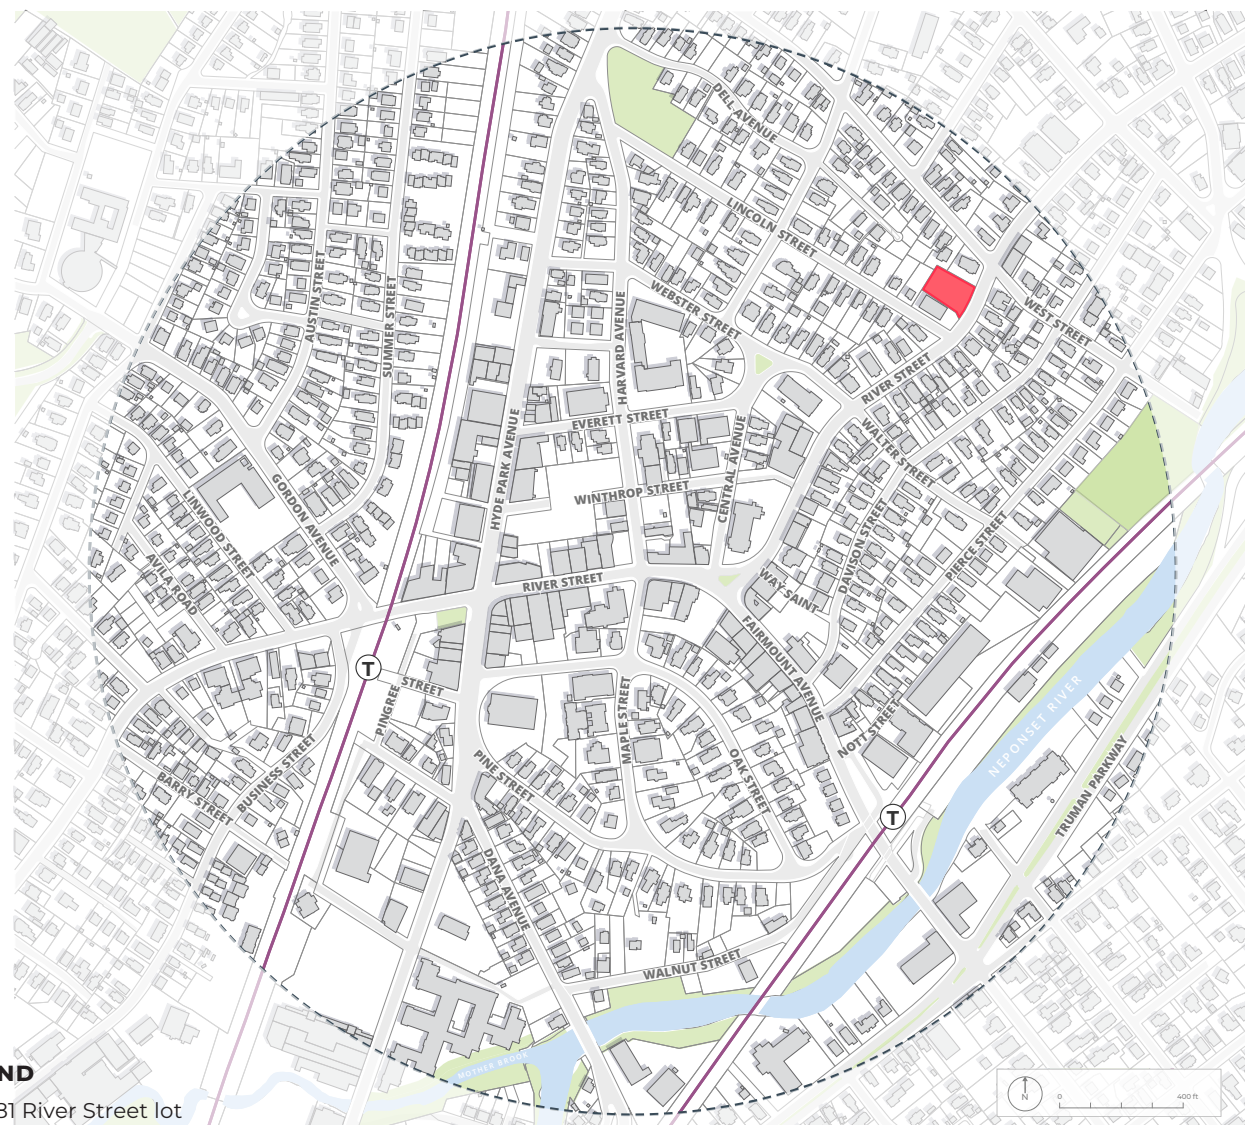 DELL AVENUE
LINCOLN STREET
WEBSTER STREET
WEST STREET
AUSTIN STREET
SUMMER STREET
HARVARD AVENUE
RIVER STREET
HYDE PARK AVENUE
EVERETT STREET
CENTRAL AVENUE
WALTER STREET
WINTHROP STREET
GORDON AVENUE
LINWOOD STREET
AVILA ROAD
DAVISON STREET
PIERCE STREET
RIVER STREET
WAY SAINT
FAIRMOUNT AVENUE
T
PINGREE STREET
MAPLE STREET
NOTT STREET
NEPONSET RIVER
PINE STREET
OAK STREET
BUSINESS STREET
BARRY STREET
TRUMAN PARKWAY
T
DANA AVENUE
WALNUT STREET
MOTHER BROOK
ND
81 River Street lot
N
0 400 ft